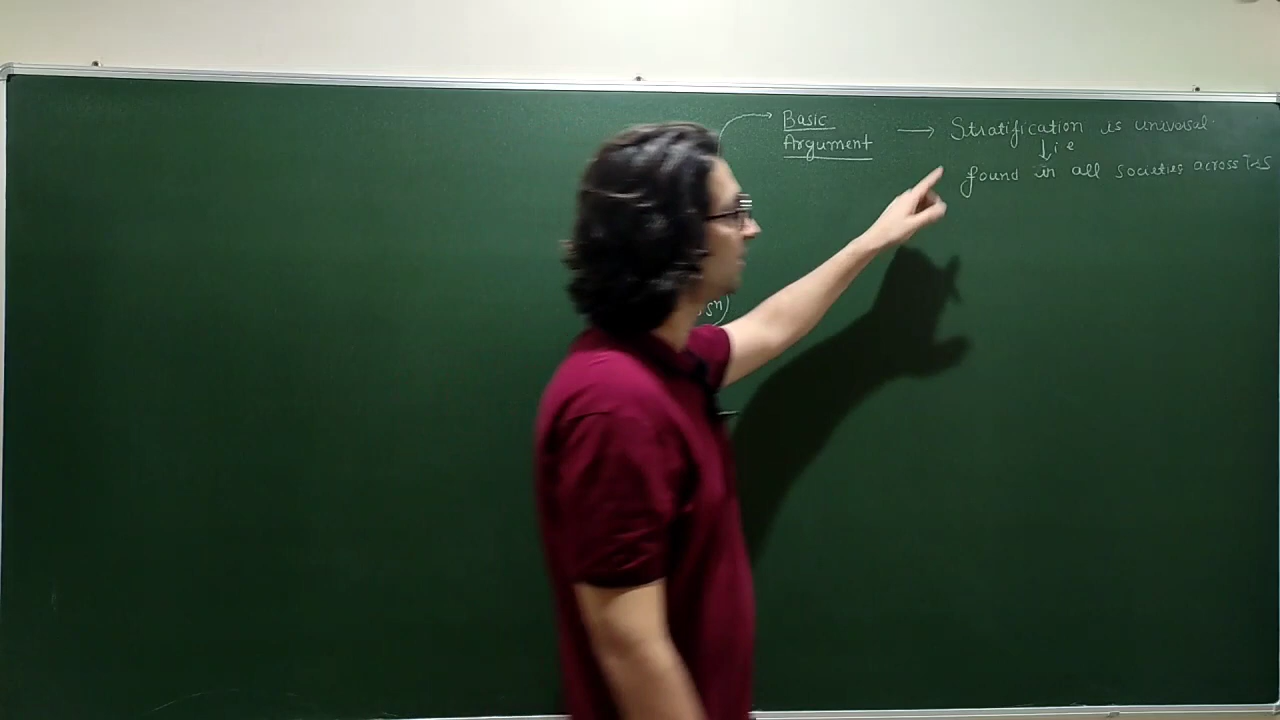 Basic → Stratification is universal
Argument
↓ i e
found in all societies across T & S